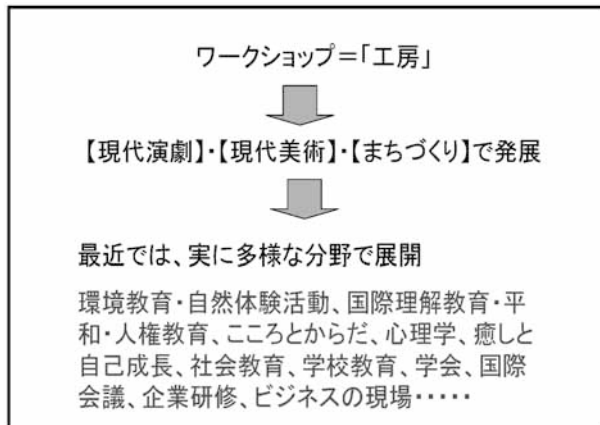 ワークショップ＝「工房」
【現代演劇】・【現代美術】・【まちづくり】で発展
最近では、実に多様な分野で展開
環境教育・自然体験活動、国際理解教育・平
和・人権教育、こころとからだ、心理学、癒しと
自己成長、社会教育、学校教育、学会、国際
会議、企業研修、ビジネスの現場・・・・・